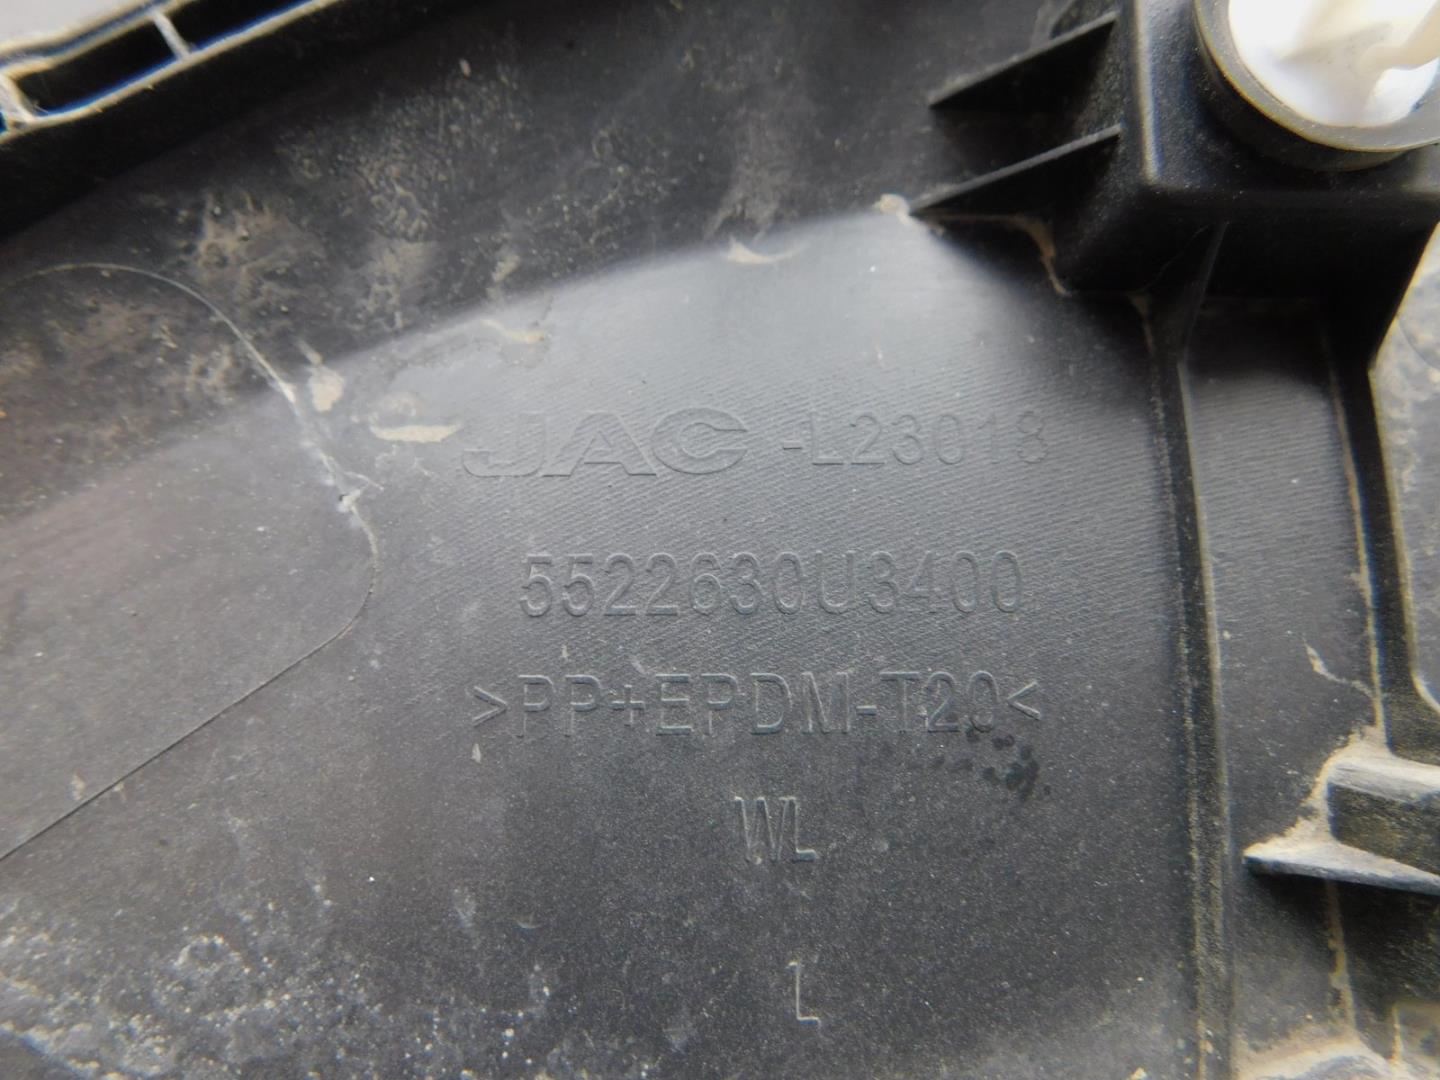 JAC -L23018
5522630U3400
>PP+EPDM-T20<
WL
L